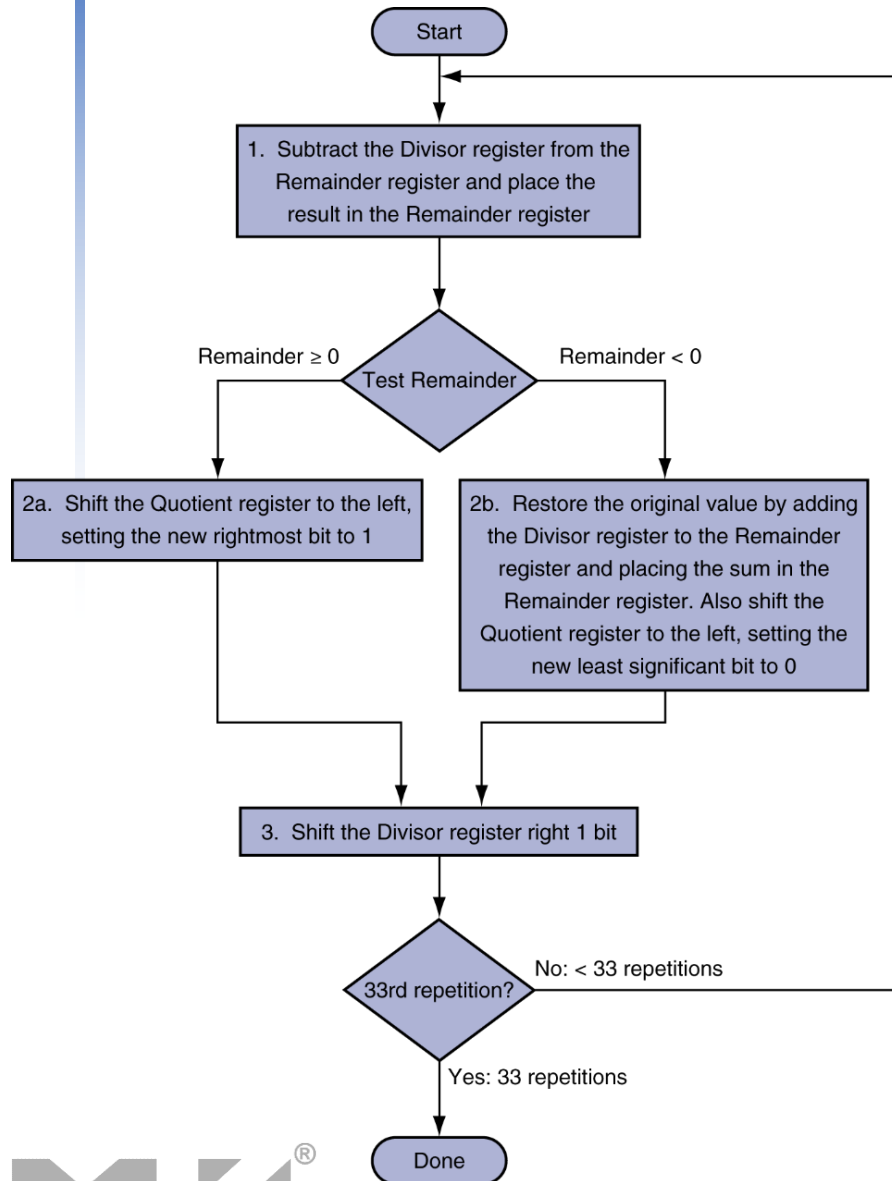 Start
1. Subtract the Divisor register from the
Remainder register and place the
result in the Remainder register
Remainder ≥ 0
Remainder < 0
Test Remainder
2a. Shift the Quotient register to the left,
setting the new rightmost bit to 1
2b. Restore the original value by adding
the Divisor register to the Remainder
register and placing the sum in the
Remainder register. Also shift the
Quotient register to the left, setting the
new least significant bit to 0
3. Shift the Divisor register right 1 bit
33rd repetition?
No: < 33 repetitions
Yes: 33 repetitions
®
Done